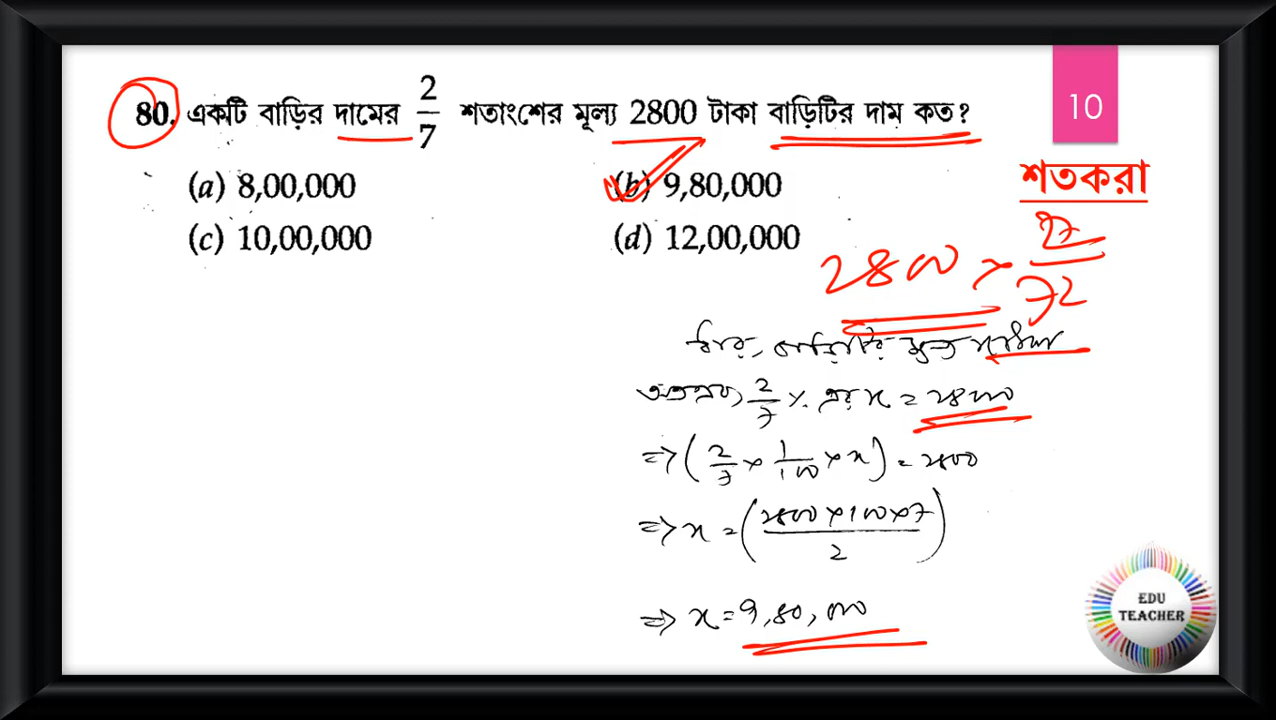 80. একটি বাড়ির দামের 2/7 শতাংশের মূল্য 2800 টাকা বাড়িটির দাম কত?
10
(a) 8,00,000
(b) 9,80,000
শতকরা
(c) 10,00,000
(d) 12,00,000
2800 ×
ধরি, বাড়িটির মূল্য x টাকা
অতএব, 2/7 % এর x = 2800
⇒ (2/7 × 1/100 × x) = 2800
⇒ x = (2800 × 100 × 7 / 2)
⇒ x = 9,80,000
EDU
TEACHER